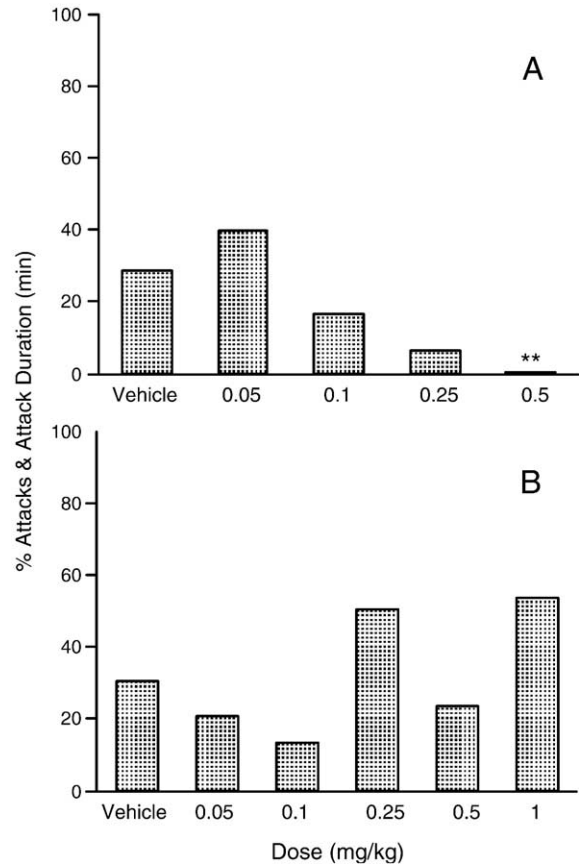 % Attacks & Attack Duration (min)
A
100
80
60
40
20
0
**
Vehicle 0.05 0.1 0.25 0.5
B
100
80
60
40
20
0
Vehicle 0.05 0.1 0.25 0.5 1
Dose (mg/kg)